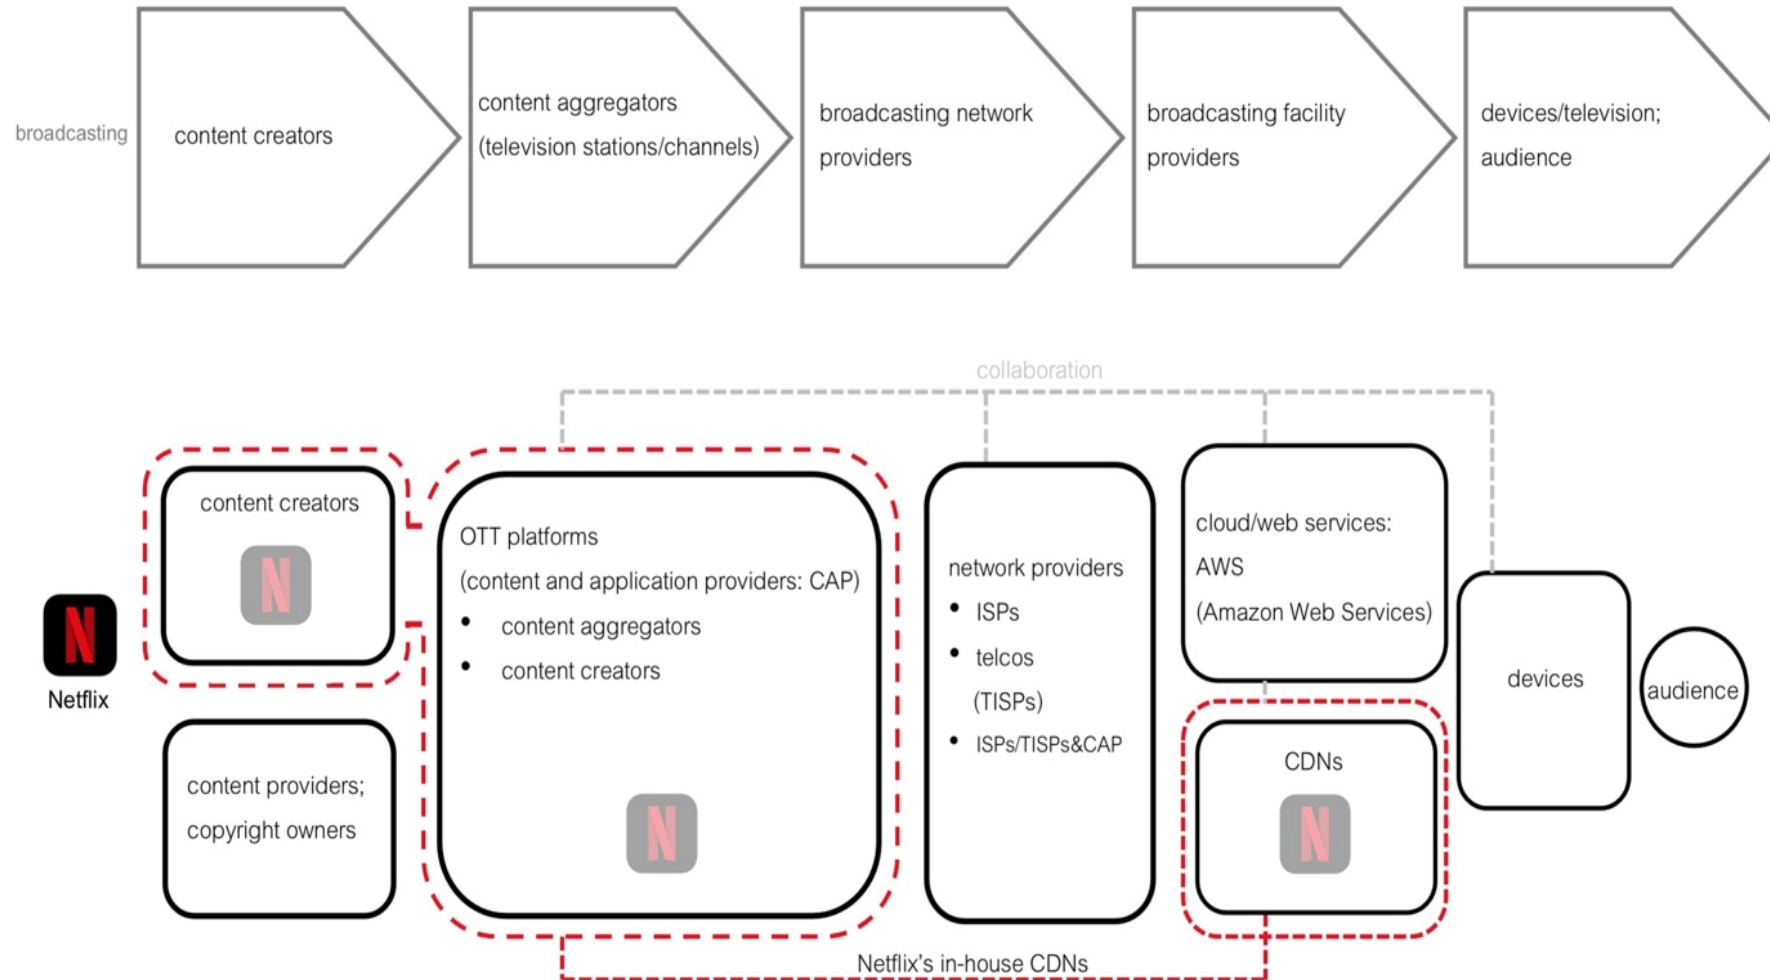 broadcasting
content creators
content aggregators
(television stations/channels)
broadcasting network
providers
broadcasting facility
providers
devices/television;
audience
collaboration
N
Netflix
content creators
N
content providers;
copyright owners
OTT platforms
(content and application providers: CAP)
• content aggregators
• content creators
N
network providers
• ISPs
• telcos
(TISPs)
• ISPs/TISPs&CAP
cloud/web services:
AWS
(Amazon Web Services)
CDNs
N
devices
audience
Netflix's in-house CDNs